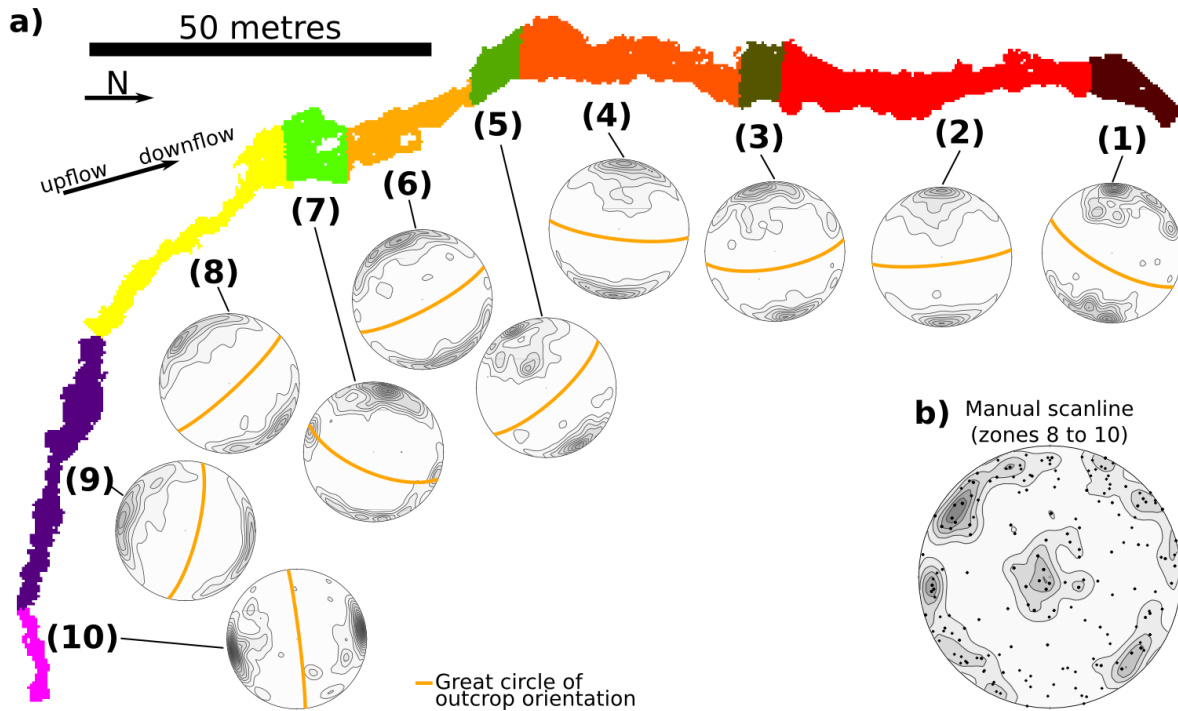 a)
50 metres
N
upflow
downflow
(1)
(2)
(3)
(4)
(5)
(6)
(7)
(8)
(9)
(10)
Great circle of
outcrop orientation
b)
Manual scanline
(zones 8 to 10)